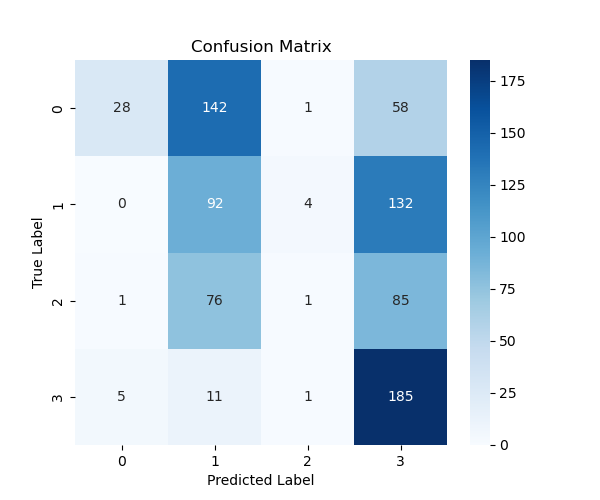 Confusion Matrix
0 28 142 1 58
1 0 92 4 132
2 1 76 1 85
3 5 11 1 185
0 1 2 3
Predicted Label
True Label
175
150
125
100
75
50
25
0